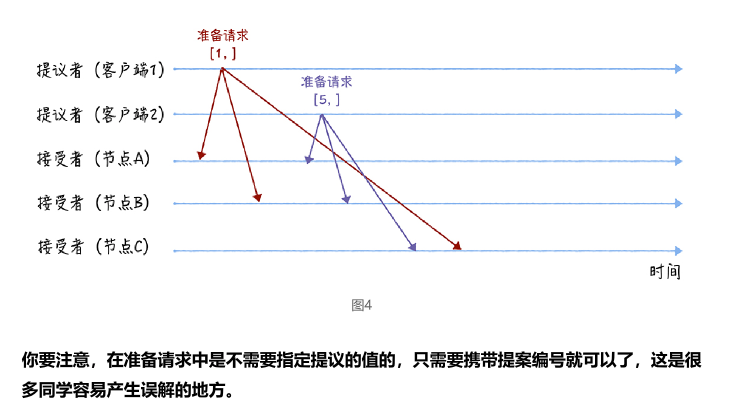 准备请求
[1, ]
准备请求
[5, ]
提议者（客户端1）
提议者（客户端2）
接受者（节点A）
接受者（节点B）
接受者（节点C）
时间
图4
你要注意，在准备请求中是不需要指定提议的值的，只需要携带提案编号就可以了，这是很
多同学容易产生误解的地方。